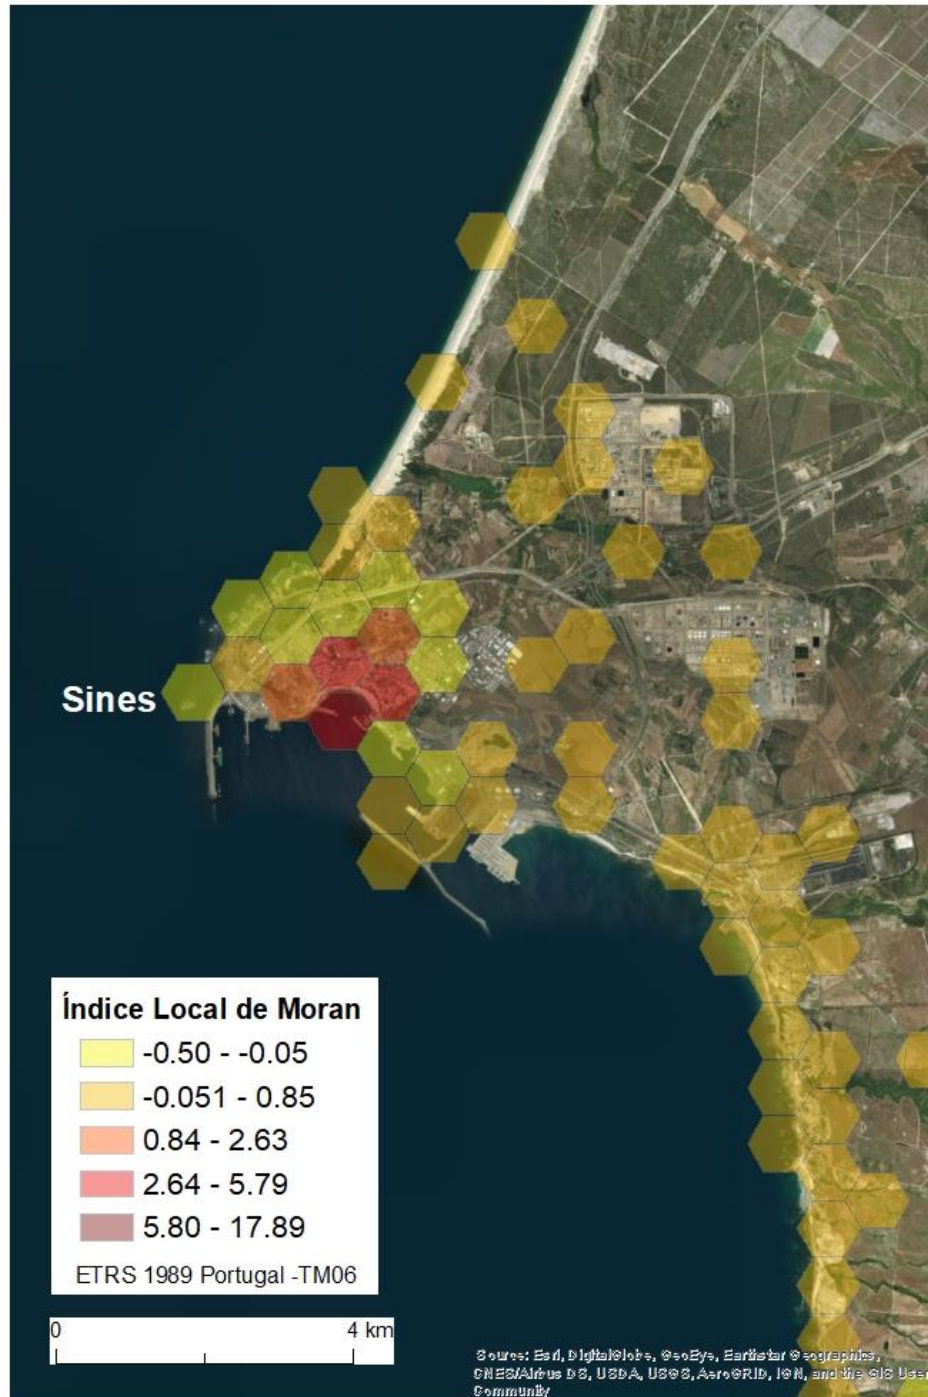 Sines
Índice Local de Moran
-0.50 - -0.05
-0.051 - 0.85
0.84 - 2.63
2.64 - 5.79
5.80 - 17.89
ETRS 1989 Portugal -TM06
0 4 km
Source: Esri, DigitalGlobe, GeoEye, Earthstar Geographics,
CNES/Airbus DS, USDA, USGS, AeroGRID, IGN, and the GIS User
Community